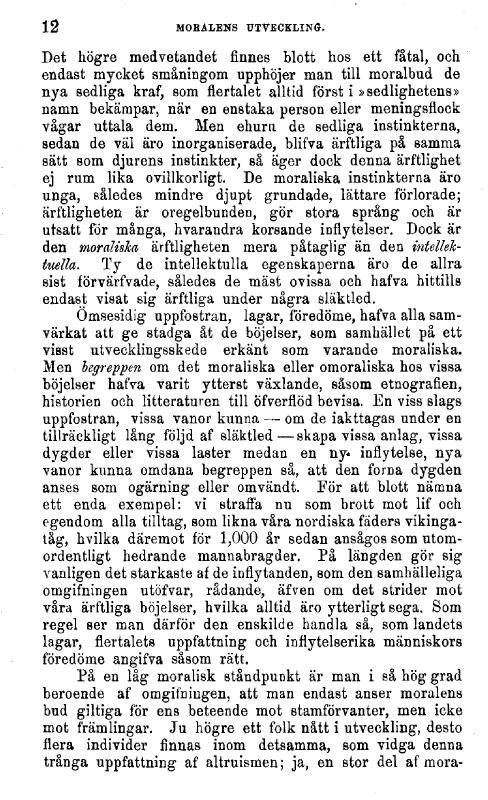 12 MORALENS UTVECKLING.
Det högre medvetandet finnes blott hos ett fåtal, och
endast mycket småningom upphöjer man till moralbud de
nya sedliga kraf, som flertalet alltid först i »sedlighetens»
namn bekämpar, när en enstaka person eller meningsflock
vågar uttala dem. Men ehuru de sedliga instinkterna,
sedan de väl äro inorganiserade, blifva ärftliga på samma
sätt som djurens instinkter, så äger dock denna ärftlighet
ej rum lika ovillkorligt. De moraliska instinkterna äro
unga, således mindre djupt grundade, lättare förlorade;
ärftligheten är oregelbunden, gör stora språng och är
utsatt för många, hvarandra korsande inflytelser. Dock är
den moraliska ärftligheten mera påtaglig än den intellek-
tuella. Ty de intellektulla egenskaperna äro de allra
sist förvärfvade, således de mäst ovissa och hafva hittills
endast visat sig ärftliga under några släktled.
Ömsesidig uppfostran, lagar, föredöme, hafva alla sam-
värkat att ge stadga åt de böjelser, som samhället på ett
visst utvecklingsskede erkänt som varande moraliska.
Men begreppen om det moraliska eller omoraliska hos vissa
böjelser hafva varit ytterst växlande, såsom etnografien,
historien och litteraturen till öfverflöd bevisa. En viss slags
uppfostran, vissa vanor kunna — om de iakttagas under en
tillräckligt lång följd af släktled — skapa vissa anlag, vissa
dygder eller vissa laster medan en ny inflytelse, nya
vanor kunna omdana begreppen så, att den forna dygden
anses som ogärning eller omvändt. För att blott nämna
ett enda exempel: vi straffa nu som brott mot lif och
egendom alla tilltag, som likna våra nordiska fäders vikinga-
tåg, hvilka däremot för 1,000 år sedan ansågos som utom-
ordentligt hedrande mannabragder. På längden gör sig
vanligen det starkaste af de inflytanden, som den samhälleliga
omgifningen utöfvar, rådande, äfven om det strider mot
våra ärftliga böjelser, hvilka alltid äro ytterligt sega. Som
regel ser man därför den enskilde handla så, som landets
lagar, flertalets uppfattning och inflytelserika människors
föredöme angifva såsom rätt.
På en låg moralisk ståndpunkt är man i så hög grad
beroende af omgifningen, att man endast anser moralens
bud giltiga för ens beteende mot stamförvanter, men icke
mot främlingar. Ju högre ett folk nått i utveckling, desto
flera individer finnas inom detsamma, som vidga denna
trånga uppfattning af altruismen; ja, en stor del af mora-